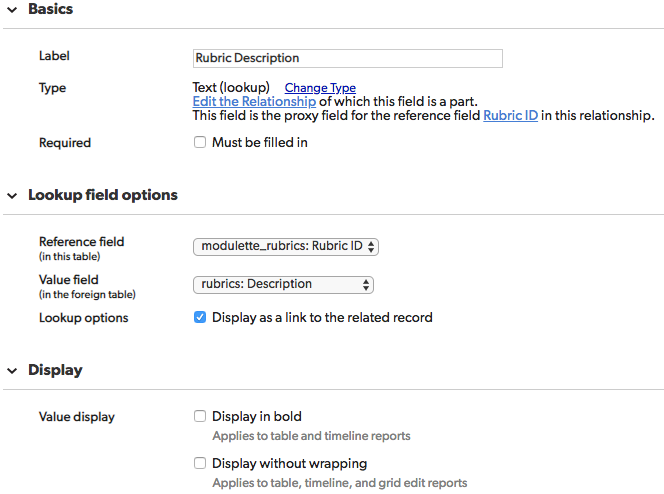 Basics
Label Rubric Description
Type Text (lookup) Change Type
Edit the Relationship of which this field is a part.
This field is the proxy field for the reference field Rubric ID in this relationship.
Required Must be filled in
Lookup field options
Reference field modulette_rubrics: Rubric ID
(in this table)
Value field rubrics: Description
(in the foreign table)
Lookup options Display as a link to the related record
Display
Value display Display in bold
Applies to table and timeline reports
Display without wrapping
Applies to table, timeline, and grid edit reports